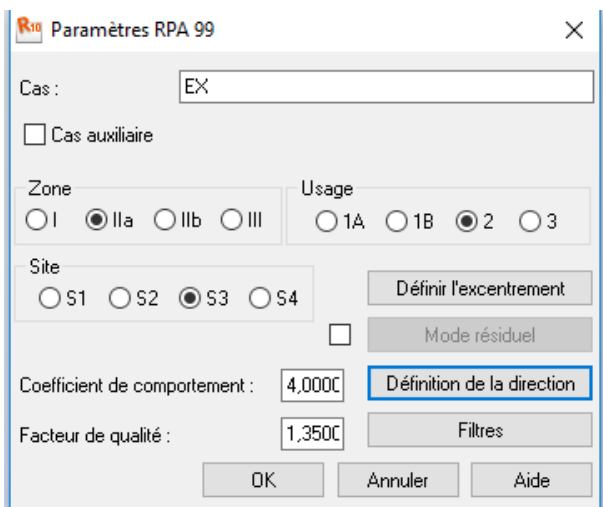 R10 Paramètres RPA 99
Cas : EX
Cas auxiliaire
Zone
I IIa IIb III
Usage
1A 1B 2 3
Site
S1 S2 S3 S4
Définir l'excentrement
Mode résiduel
Coefficient de comportement : 4,0000
Définition de la direction
Facteur de qualité : 1,3500
Filtres
OK Annuler Aide